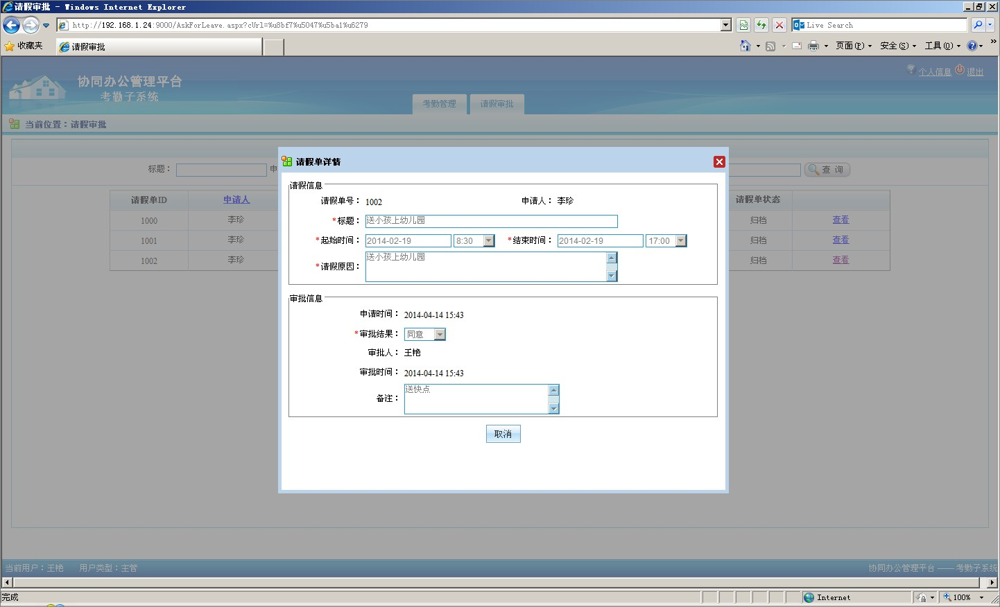 请假审批 - Windows Internet Explorer
http://192.168.1.24:9000/AskForLeave.aspx?cUrl=%u8bf7%u5047%u5ba1%u6279
Live Search
收藏夹
请假审批
页面(P)
安全(S)
工具(O)
协同办公管理平台
考勤子系统
考勤管理
请假审批
个人信息
退出
当前位置：请假审批
标题：
申
查 询
请假单ID
申请人
请假单状态
1000
李珍
归档
查看
1001
李珍
归档
查看
1002
李珍
归档
查看
请假单详情
请假信息
请假单号：
1002
申请人：
李珍
*标题：
送小孩上幼儿园
*起始时间：
2014-02-19
8:30
*结束时间：
2014-02-19
17:00
*请假原因：
送小孩上幼儿园
审批信息
申请时间：
2014-04-14 15:43
*审批结果：
同意
审批人：
王艳
审批时间：
2014-04-14 15:43
备注：
送快点
取消
当前用户：王艳
用户类型：主管
协同办公管理平台 —— 考勤子系统
完成
Internet
100%